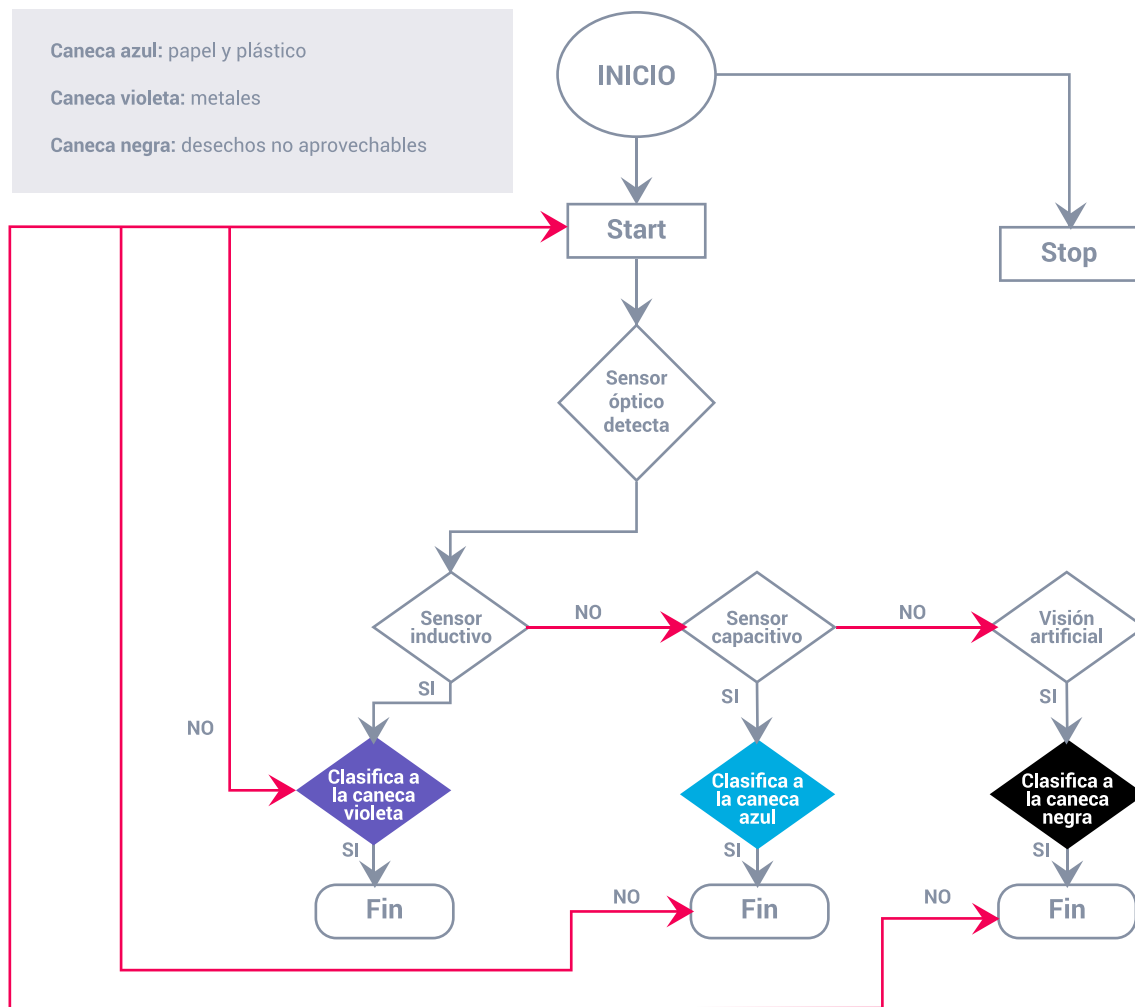 Caneca azul: papel y plástico
Caneca violeta: metales
Caneca negra: desechos no aprovechables
INICIO
Start
Stop
Sensor
óptico
detecta
Sensor
inductivo
NO
Sensor
capacitivo
NO
Visión
artificial
SI
SI
SI
NO
Clasifica a
la caneca
violeta
Clasifica a
la caneca
azul
Clasifica a
la caneca
negra
SI
SI
SI
Fin
NO
Fin
NO
Fin